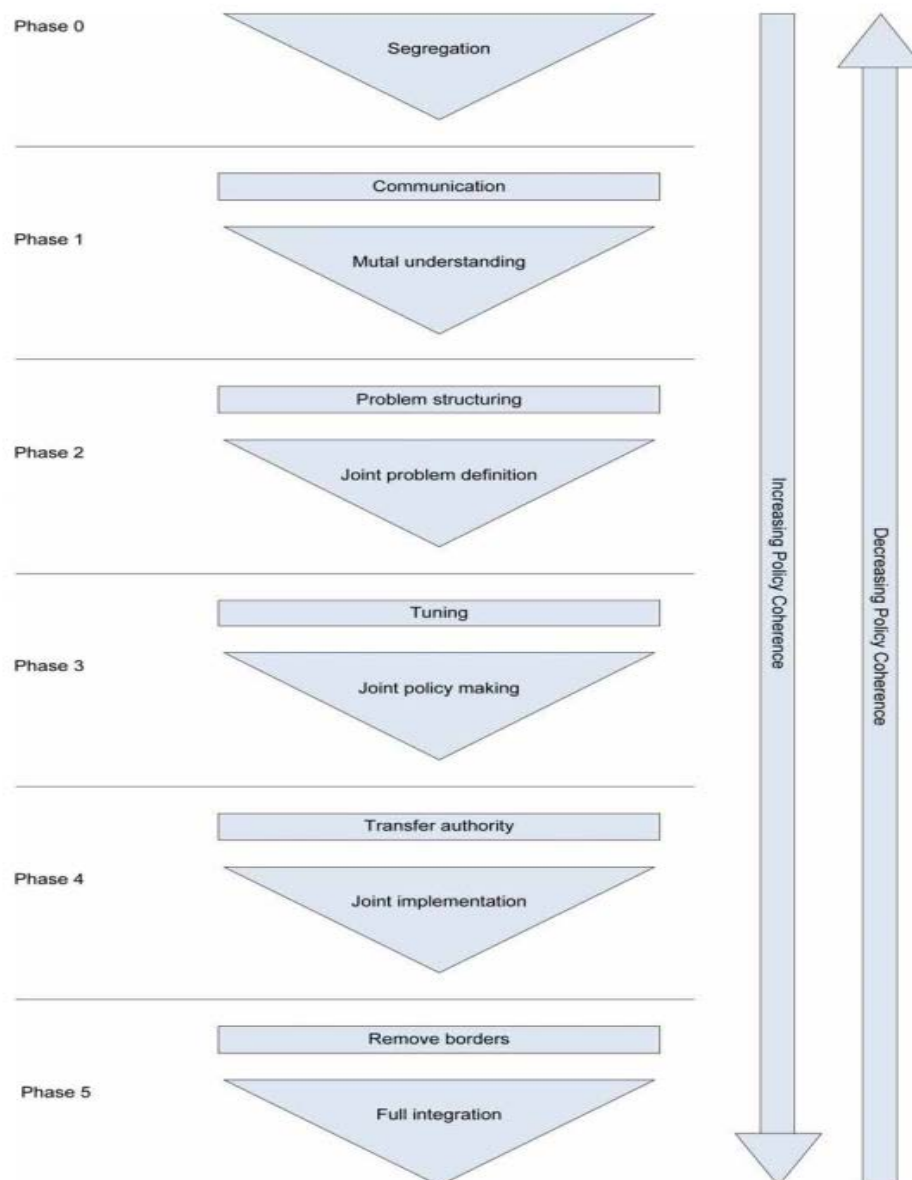 Phase 0
Segregation
Communication
Phase 1
Mutal understanding
Problem structuring
Phase 2
Joint problem definition
Tuning
Phase 3
Joint policy making
Transfer authority
Phase 4
Joint implementation
Remove borders
Phase 5
Full integration
Increasing Policy Coherence
Decreasing Policy Coherence